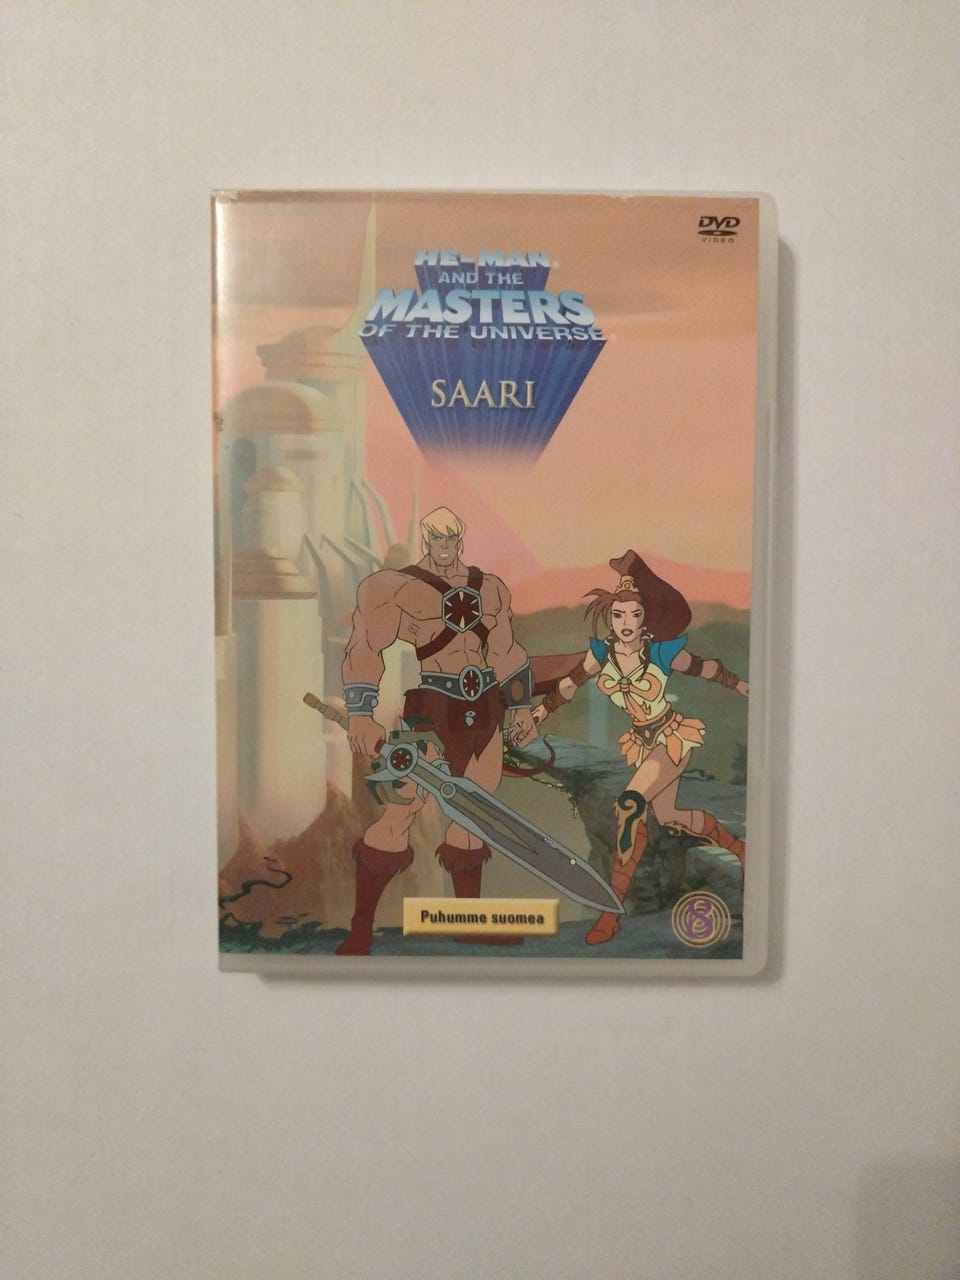 DVD
VIDEO
HE-MAN®
AND THE
MASTERS
OF THE UNIVERSE®
SAARI
Puhumme suomea